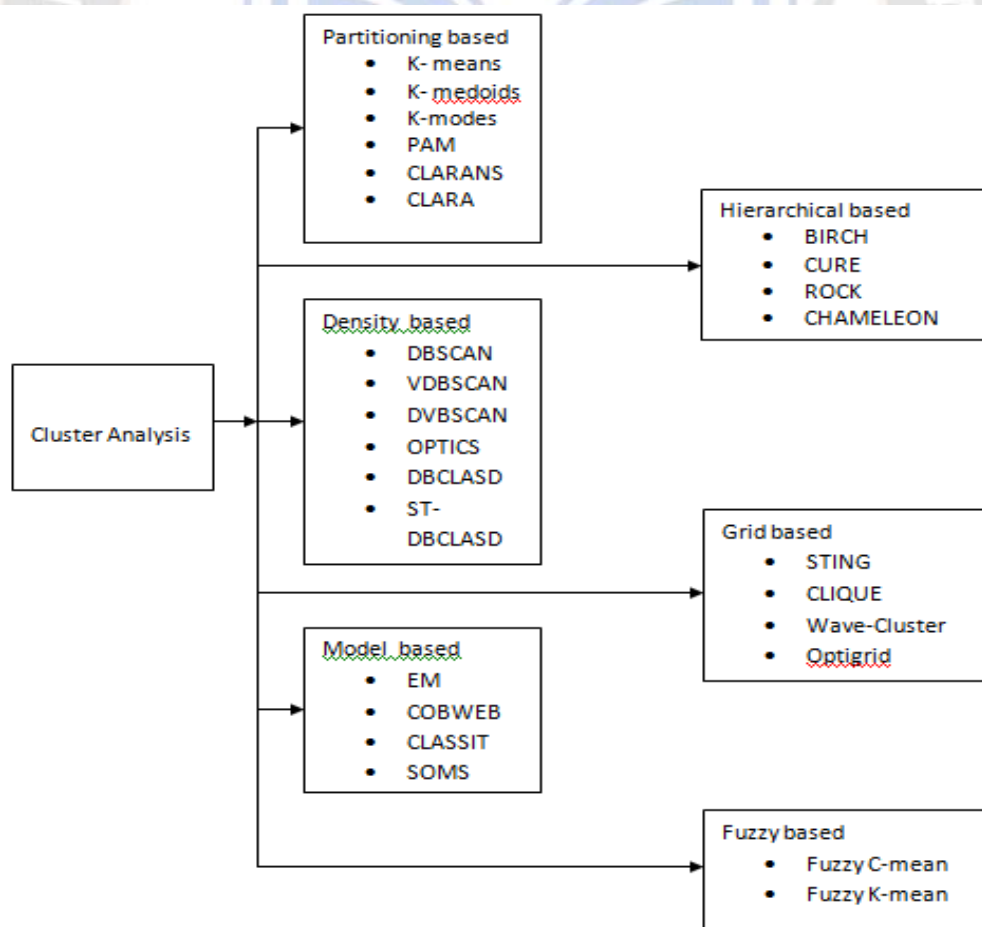 Partitioning based
• K- means
• K- medoids
• K-modes
• PAM
• CLARANS
• CLARA
Hierarchical based
• BIRCH
• CURE
• ROCK
• CHAMELEON
Density based
• DBSCAN
• VDBSCAN
• DVBSCAN
• OPTICS
• DBCLASD
• ST-
DBCLASD
Cluster Analysis
Grid based
• STING
• CLIQUE
• Wave-Cluster
• Optigrid
Model based
• EM
• COBWEB
• CLASSIT
• SOMS
Fuzzy based
• Fuzzy C-mean
• Fuzzy K-mean